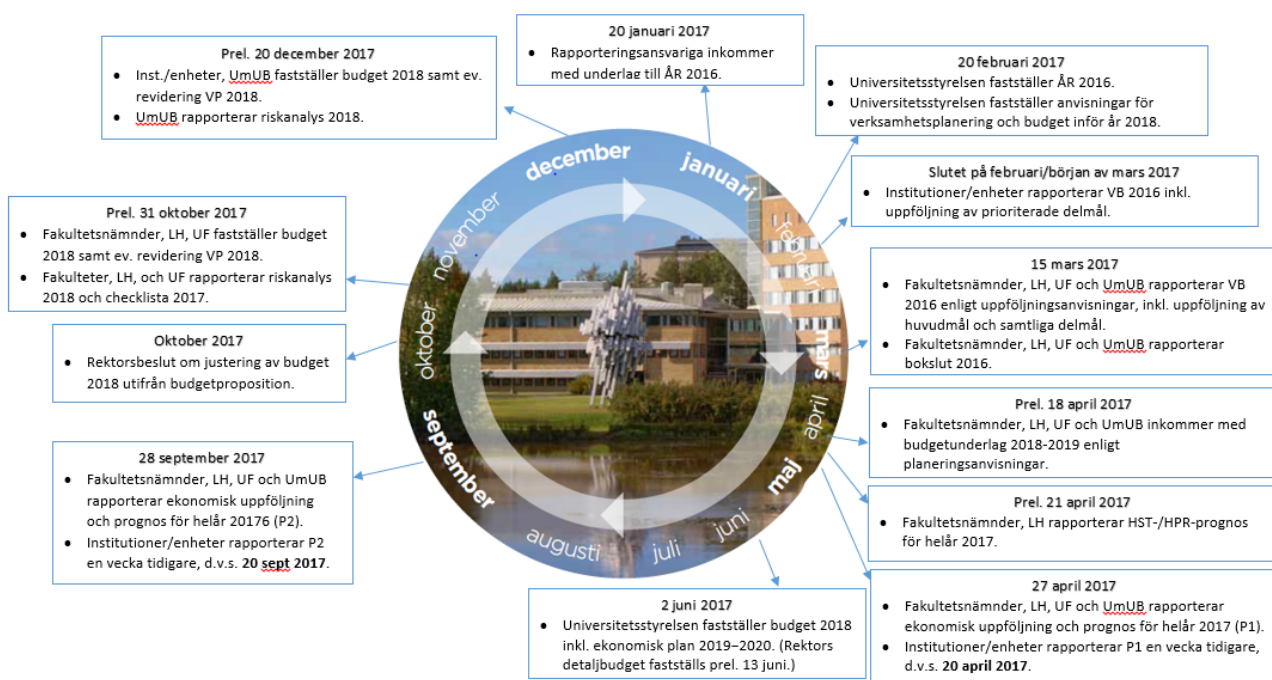 20 januari 2017
• Rapporteringsansvariga inkommer
med underlag till ÅR 2016.
20 februari 2017
• Universitetsstyrelsen fastställer ÅR 2016.
• Universitetsstyrelsen fastställer anvisningar för
verksamhetsplanering och budget inför år 2018.
Slutet på februari/början av mars 2017
• Institutioner/enheter rapporterar VB 2016 inkl.
uppföljning av prioriterade delmål.
15 mars 2017
• Fakultetsnämnder, LH, UF och UmUB rapporterar VB
2016 enligt uppföljningsanvisningar, inkl. uppföljning av
huvudmål och samtliga delmål.
• Fakultetsnämnder, LH, UF och UmUB rapporterar
bokslut 2016.
Prel. 18 april 2017
• Fakultetsnämnder, LH, UF och UmUB inkommer med
budgetunderlag 2018-2019 enligt
planeringsanvisningar.
Prel. 21 april 2017
• Fakultetsnämnder, LH rapporterar HST-/HPR-prognos
för helår 2017.
27 april 2017
• Fakultetsnämnder, LH, UF och UmUB rapporterar
ekonomisk uppföljning och prognos för helår 2017 (P1).
• Institutioner/enheter rapporterar P1 en vecka tidigare,
d.v.s. 20 april 2017.
2 juni 2017
• Universitetsstyrelsen fastställer budget 2018
inkl. ekonomisk plan 2019–2020. (Rektors
detaljbudget fastställs prel. 13 juni.)
28 september 2017
• Fakultetsnämnder, LH, UF och UmUB
rapporterar ekonomisk uppföljning
och prognos för helår 20176 (P2).
• Institutioner/enheter rapporterar P2
en vecka tidigare, d.v.s. 20 sept 2017.
Oktober 2017
• Rektorsbeslut om justering av budget
2018 utifrån budgetproposition.
Prel. 31 oktober 2017
• Fakultetsnämnder, LH, UF fastställer budget
2018 samt ev. revidering VP 2018.
• Fakulteter, LH, och UF rapporterar riskanalys
2018 och checklista 2017.
Prel. 20 december 2017
• Inst./enheter, UmUB fastställer budget 2018 samt ev.
revidering VP 2018.
• UmUB rapporterar riskanalys 2018.
januari
februari
mars
april
maj
juni
juli
augusti
september
oktober
november
december